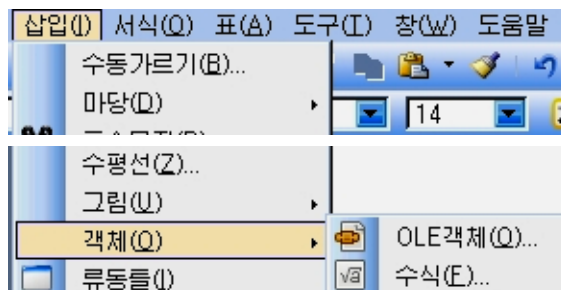 삽입(I) 서식(O) 표(A) 도구(T) 창(W) 도움말
수동가르기(B)...
마당(D)
14
수평선(Z)...
그림(U)
객체(O)
류동틀(I)
OLE객체(O)...
수식(F)...